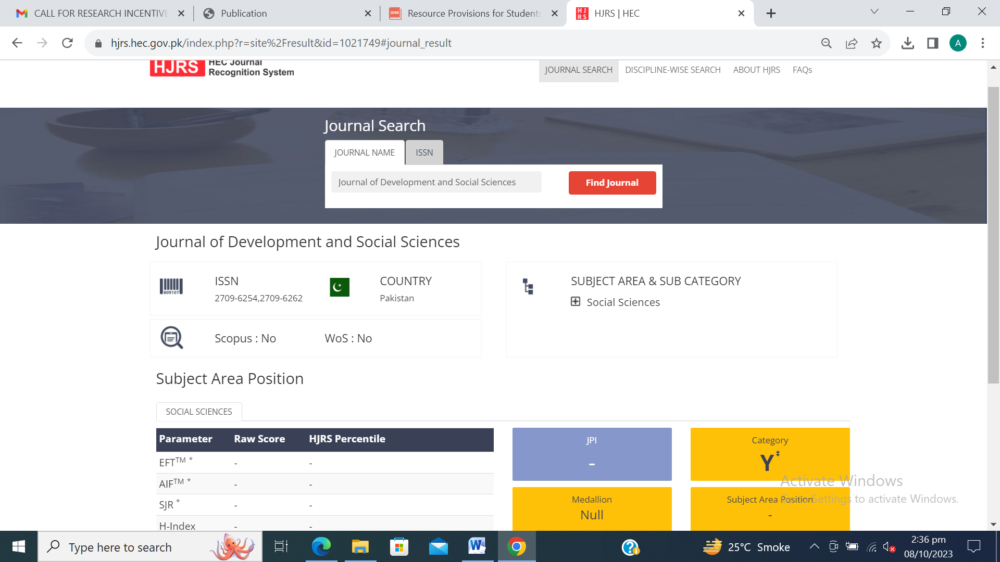 CALL FOR RESEARCH INCENTIVE
Publication
Resource Provisions for Students
HJRS | HEC
hjrs.hec.gov.pk/index.php?r=site%2Fresult&id=1021749#journal_result
A
HJRS HEC Journal
Recognition System
JOURNAL SEARCH DISCIPLINE-WISE SEARCH ABOUT HJRS FAQs
Journal Search
JOURNAL NAME ISSN
Journal of Development and Social Sciences Find Journal
Journal of Development and Social Sciences
ISSN
2709-6254,2709-6262
809107
COUNTRY
Pakistan
SUBJECT AREA & SUB CATEGORY
Social Sciences
Scopus : No WoS : No
Subject Area Position
SOCIAL SCIENCES
Parameter Raw Score HJRS Percentile
EFT™ * - -
AIF™ * - -
SJR * - -
H-Index - -
JPI
–
Category
Y‡
Medallion
Null
Subject Area Position
-
Activate Windows
Go to Settings to activate Windows.
Type here to search
25°C Smoke
2:36 pm
08/10/2023